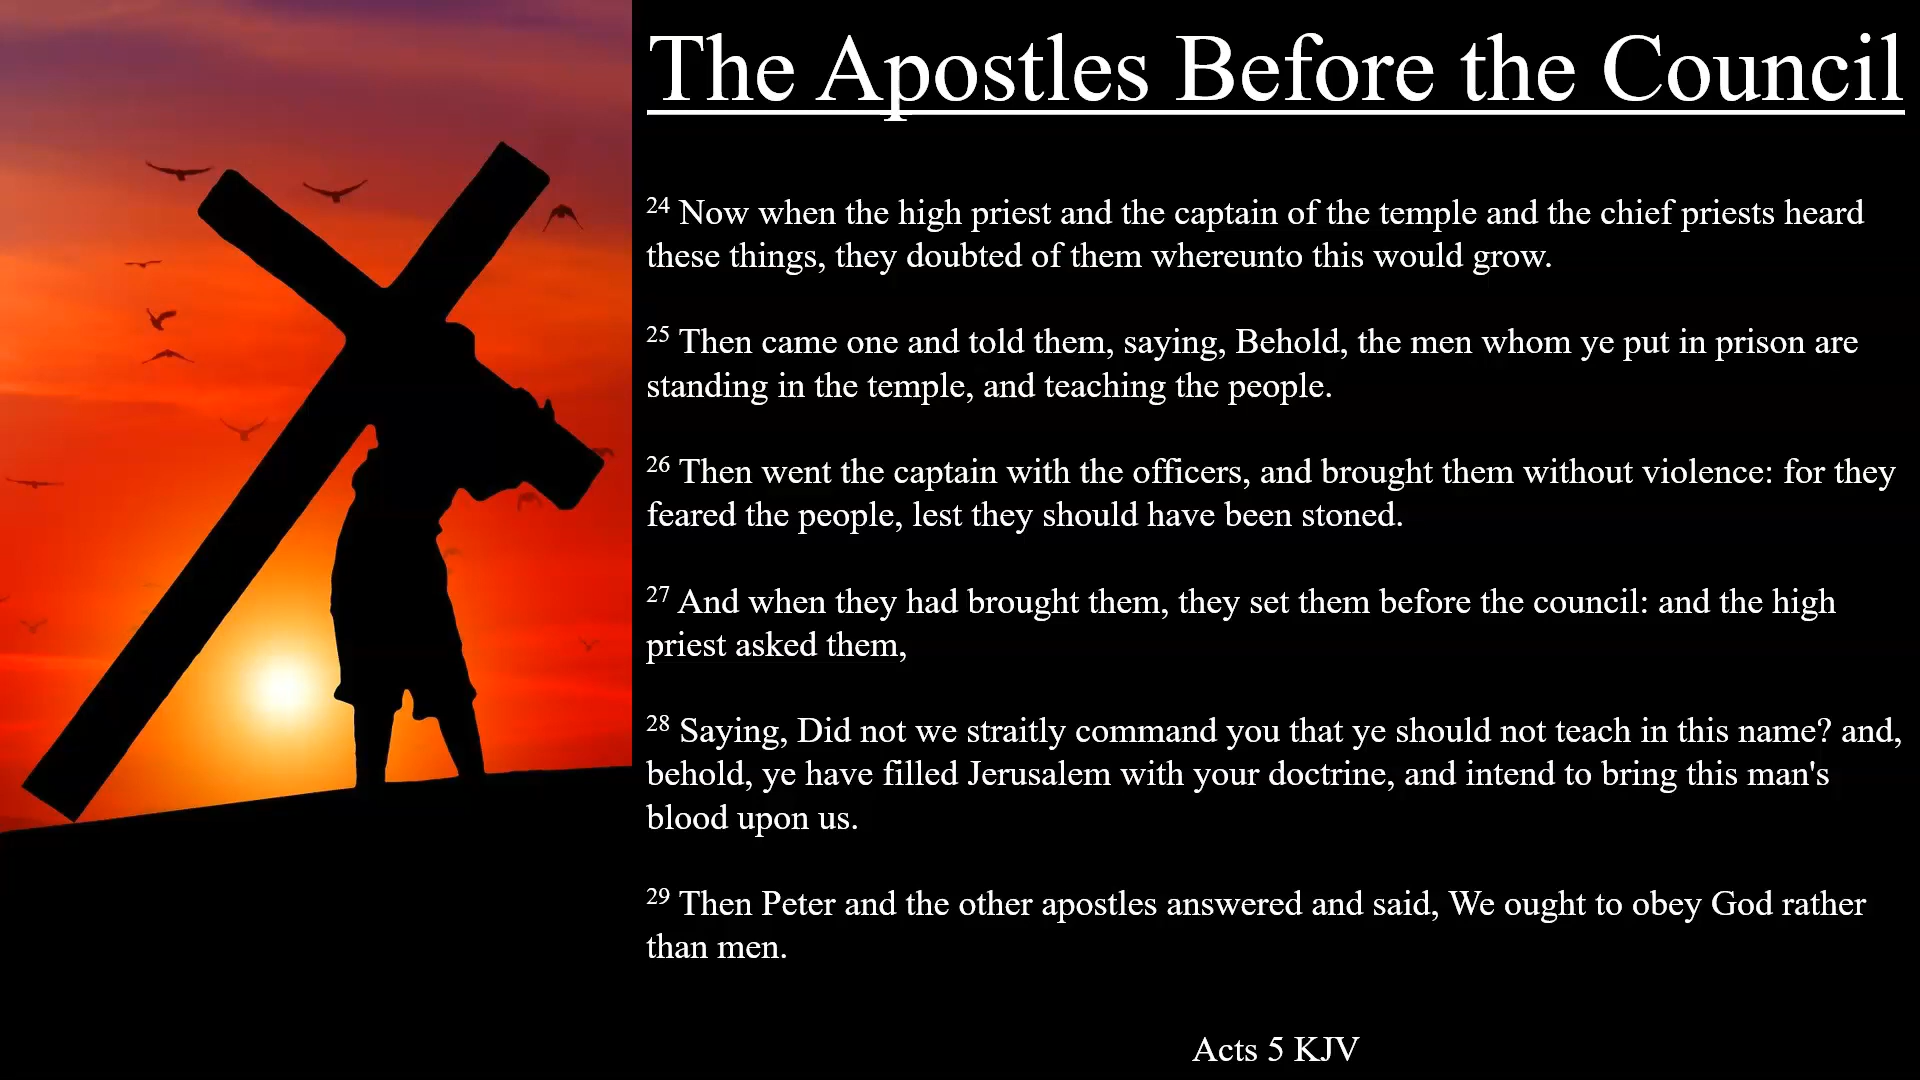 The Apostles Before the Council
24 Now when the high priest and the captain of the temple and the chief priests heard
these things, they doubted of them whereunto this would grow.
25 Then came one and told them, saying, Behold, the men whom ye put in prison are
standing in the temple, and teaching the people.
26 Then went the captain with the officers, and brought them without violence: for they
feared the people, lest they should have been stoned.
27 And when they had brought them, they set them before the council: and the high
priest asked them,
28 Saying, Did not we straitly command you that ye should not teach in this name? and,
behold, ye have filled Jerusalem with your doctrine, and intend to bring this man's
blood upon us.
29 Then Peter and the other apostles answered and said, We ought to obey God rather
than men.
Acts 5 KJV